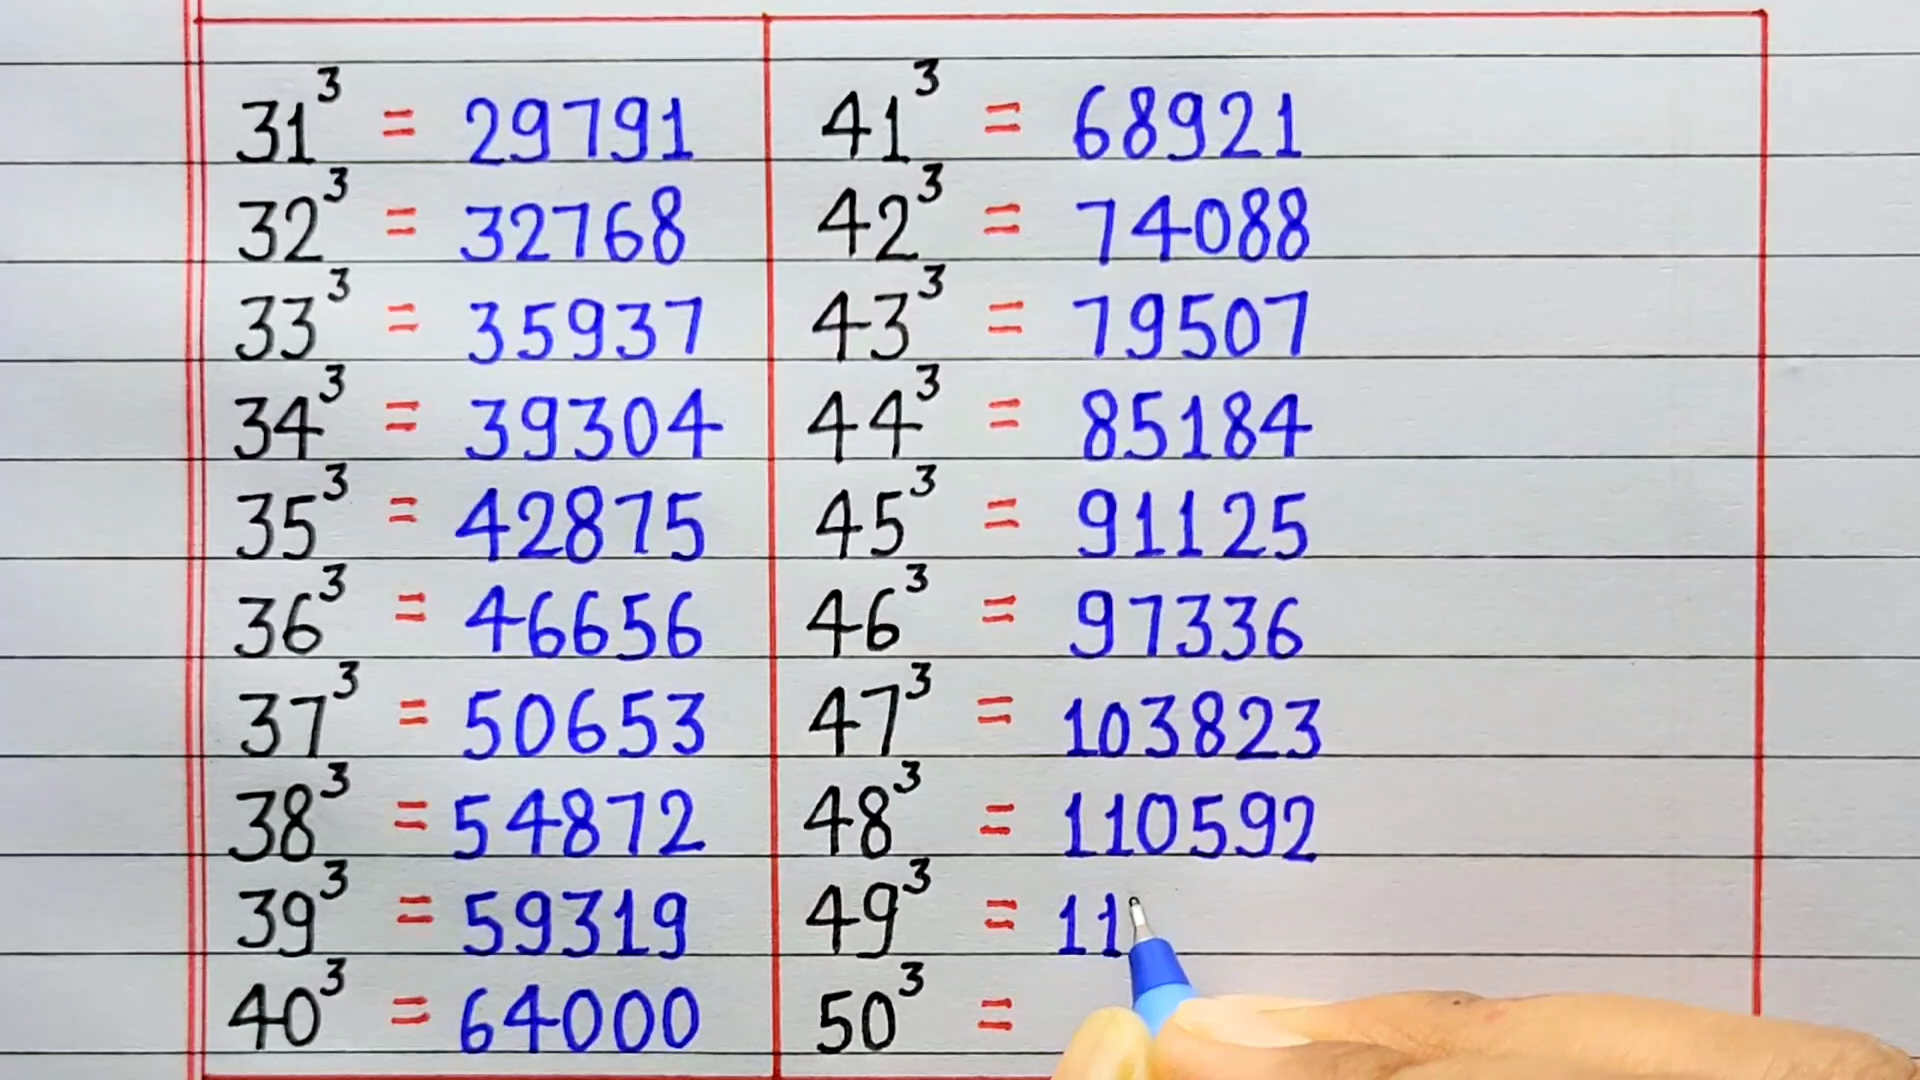 31³ = 29791
32³ = 32768
33³ = 35937
34³ = 39304
35³ = 42875
36³ = 46656
37³ = 50653
38³ = 54872
39³ = 59319
40³ = 64000
41³ = 68921
42³ = 74088
43³ = 79507
44³ = 85184
45³ = 91125
46³ = 97336
47³ = 103823
48³ = 110592
49³ = 11
50³ =